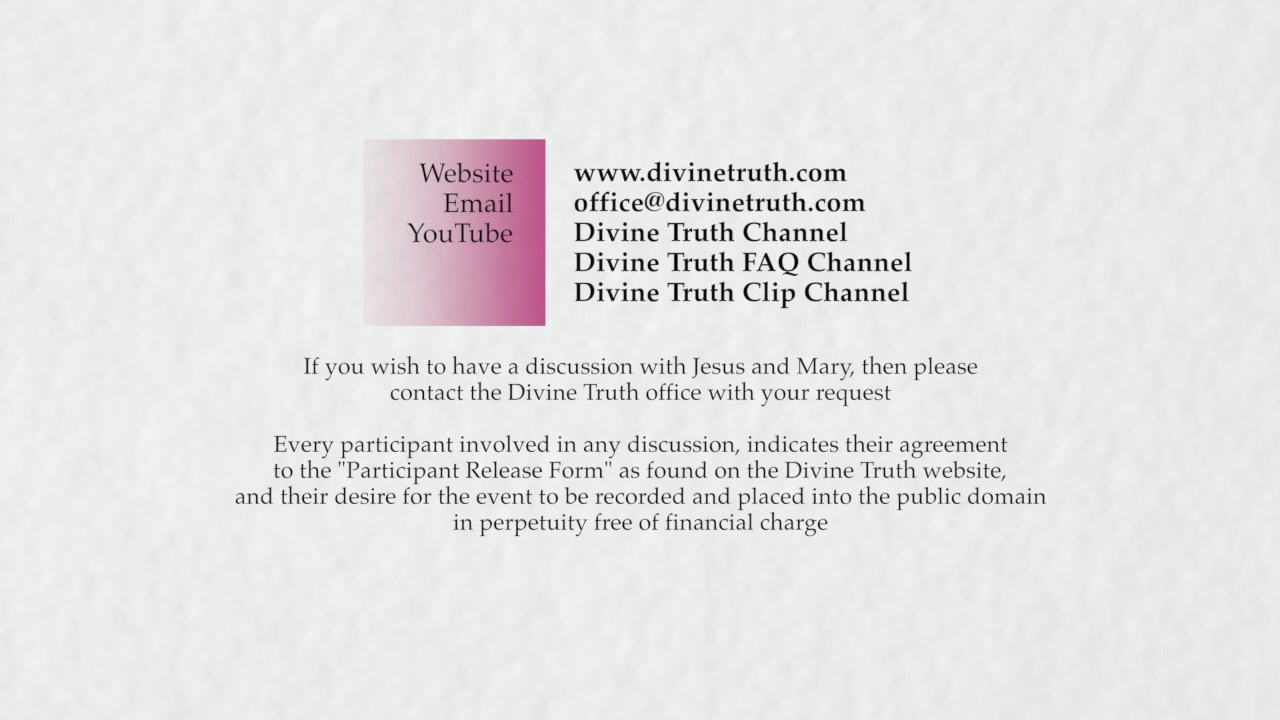 Website www.divinetruth.com
Email office@divinetruth.com
YouTube Divine Truth Channel
Divine Truth FAQ Channel
Divine Truth Clip Channel
If you wish to have a discussion with Jesus and Mary, then please
contact the Divine Truth office with your request
Every participant involved in any discussion, indicates their agreement
to the "Participant Release Form" as found on the Divine Truth website,
and their desire for the event to be recorded and placed into the public domain
in perpetuity free of financial charge